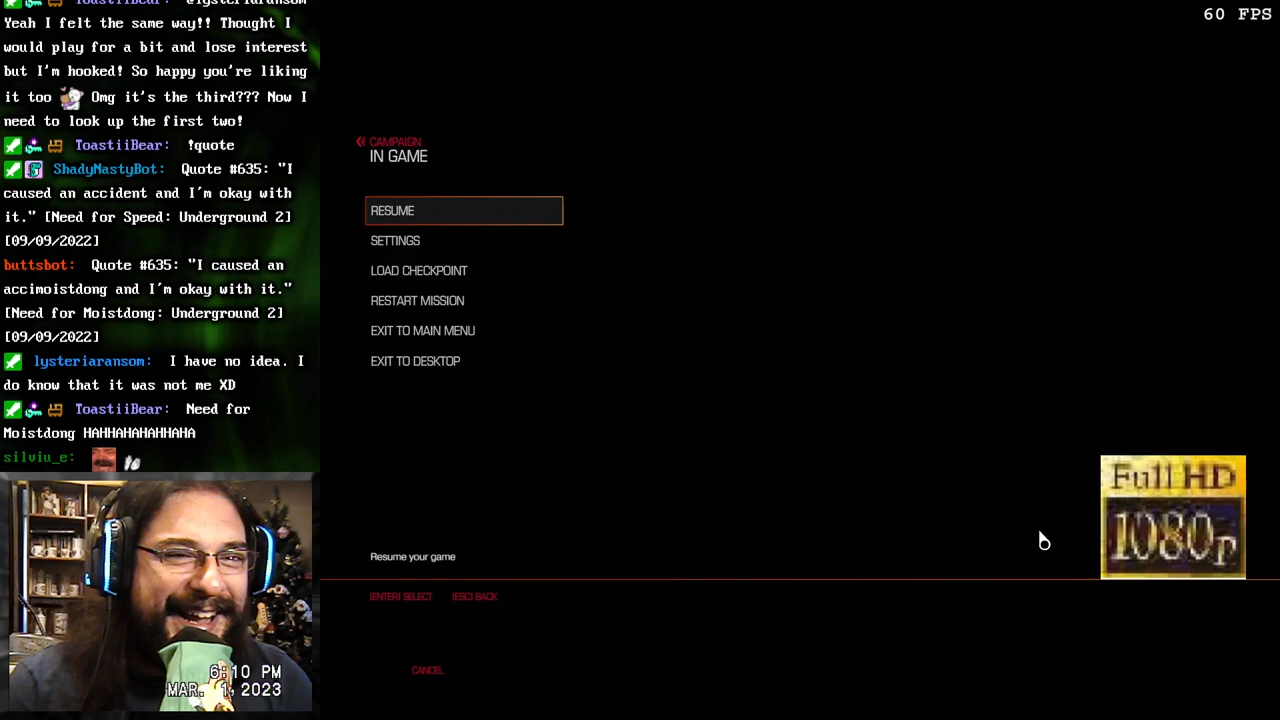 ToastiiBear: @lysteriaransom
Yeah I felt the same way!! Thought I
would play for a bit and lose interest
but I'm hooked! So happy you're liking
it too Omg it's the third??? Now I
need to look up the first two!
ToastiiBear: !quote
ShadyNastyBot: Quote #635: "I
caused an accident and I'm okay with
it." [Need for Speed: Underground 2]
[09/09/2022]
buttsbot: Quote #635: "I caused an
accimoistdong and I'm okay with it."
[Need for Moistdong: Underground 2]
[09/09/2022]
lysteriaransom: I have no idea. I
do know that it was not me XD
ToastiiBear: Need for
Moistdong HAHHAHAHAHHAHA
silviu_e:
6:10 PM
MAR. 1 2023
60 FPS
CAMPAIGN
IN GAME
RESUME
SETTINGS
LOAD CHECKPOINT
RESTART MISSION
EXIT TO MAIN MENU
EXIT TO DESKTOP
Full HD
1080p
Resume your game
[ENTER] SELECT [ESC] BACK
CANCEL